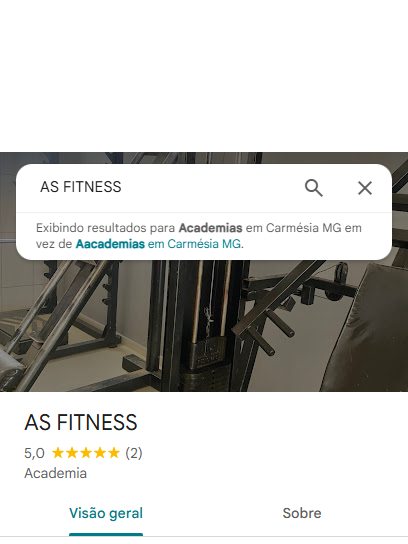 AS FITNESS
Exibindo resultados para Academias em Carmésia MG em
vez de Aacademias em Carmésia MG.
AS FITNESS
5,0 (2)
Academia
Visão geral
Sobre